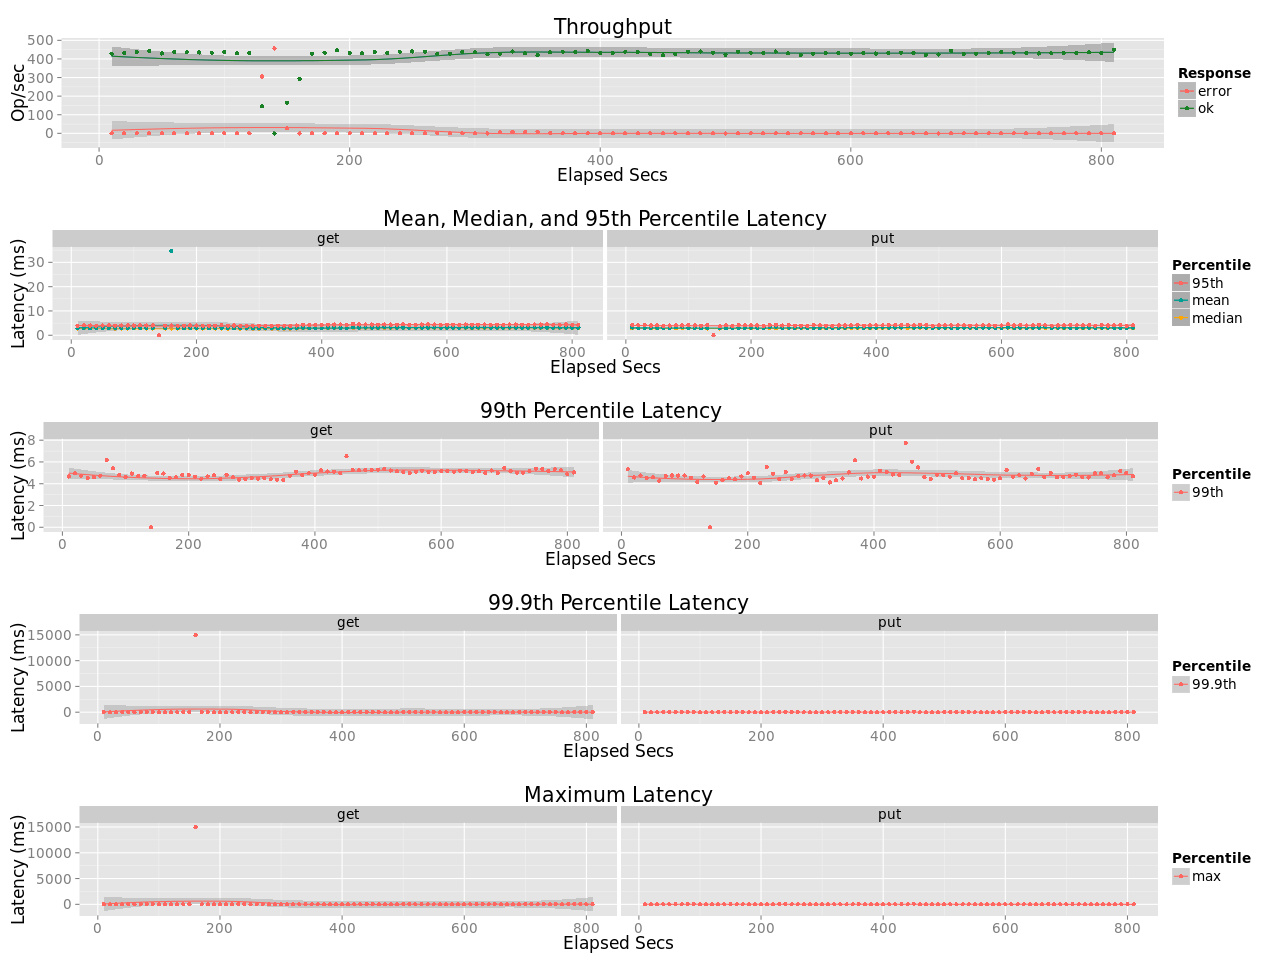 Throughput
Op/sec
500
400
300
200
100
0
0 200 400 600 800
Elapsed Secs
Response
error
ok
Mean, Median, and 95th Percentile Latency
get put
Latency (ms)
30
20
10
0
0 200 400 600 800 0 200 400 600 800
Elapsed Secs
Percentile
95th
mean
median
99th Percentile Latency
get put
Latency (ms)
8
6
4
2
0
0 200 400 600 800 0 200 400 600 800
Elapsed Secs
Percentile
99th
99.9th Percentile Latency
get put
Latency (ms)
15000
10000
5000
0
0 200 400 600 800 0 200 400 600 800
Elapsed Secs
Percentile
99.9th
Maximum Latency
get put
Latency (ms)
15000
10000
5000
0
0 200 400 600 800 0 200 400 600 800
Elapsed Secs
Percentile
max